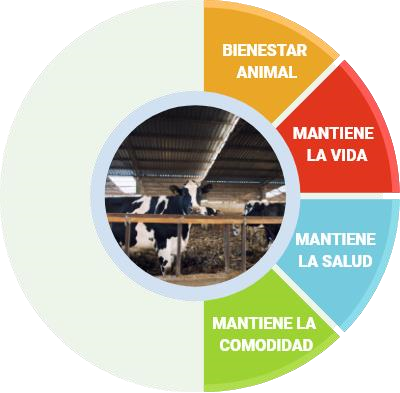 BIENESTAR
ANIMAL
MANTIENE
LA VIDA
MANTIENE
LA SALUD
MANTIENE LA
COMODIDAD